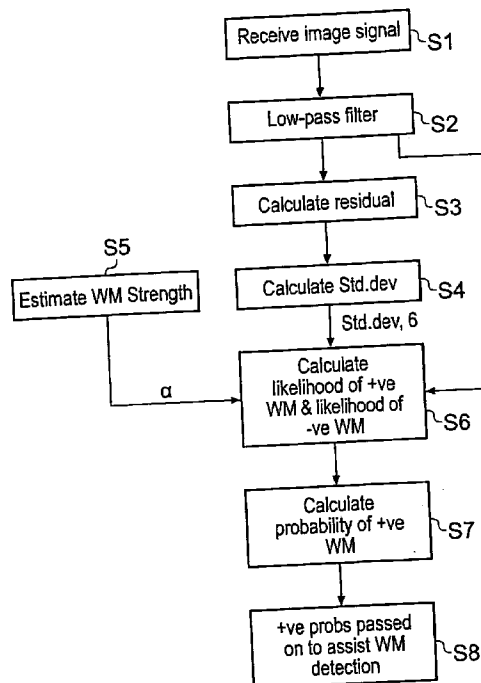 Receive image signal
S1
Low-pass filter
S2
Calculate residual
S3
S5
Estimate WM Strength
Calculate Std.dev
S4
Std.dev, 6
α
Calculate
likelihood of +ve
WM & likelihood of
-ve WM
S6
Calculate
probability of +ve
WM
S7
+ve probs passed
on to assist WM
detection
S8